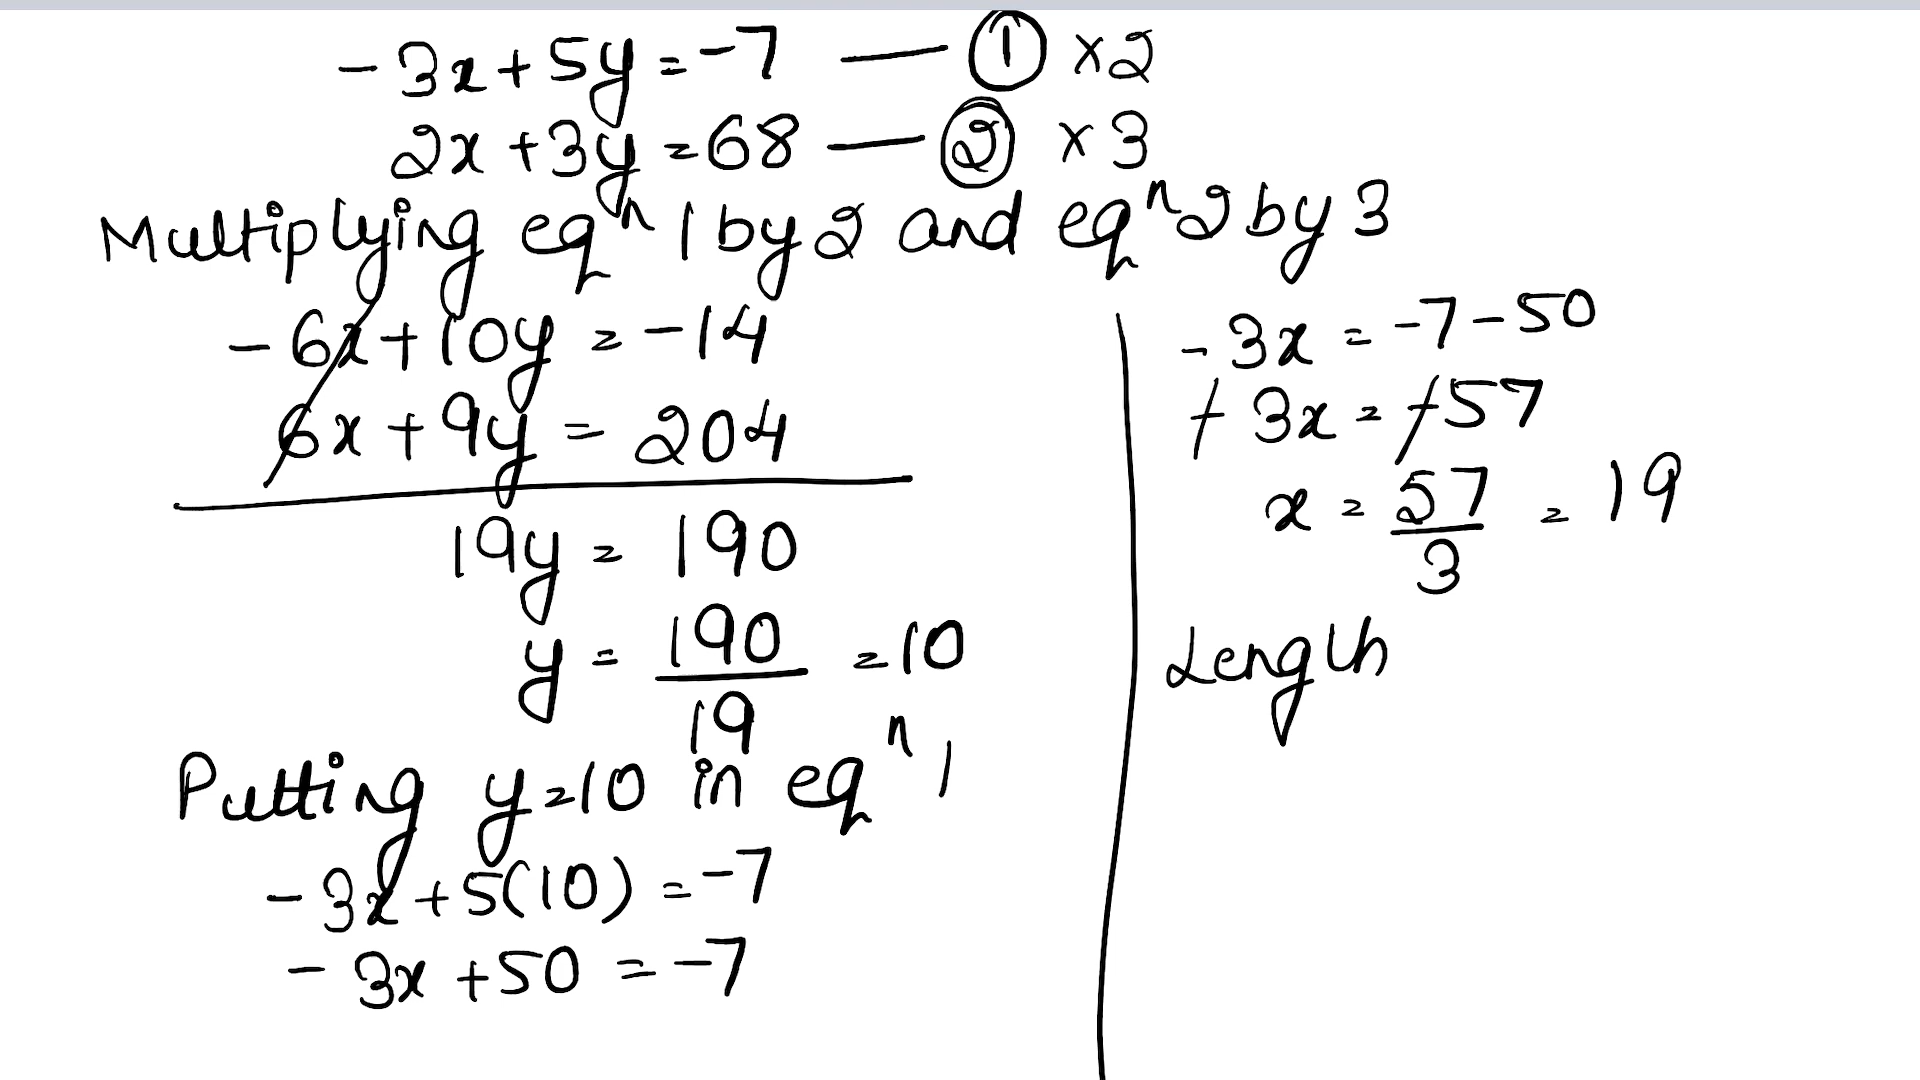 -3x+5y=-7 — ① ×2
2x+3y=68 — ② ×3
Multiplying eqⁿ 1 by 2 and eqⁿ 2 by 3
-6x+10y=-14
6x+9y=204
19y=190
y=190/19=10
Putting y=10 in eqⁿ 1
-3x+5(10)=-7
-3x+50=-7
-3x=-7-50
-3x=-57
x=57/3=19
Length